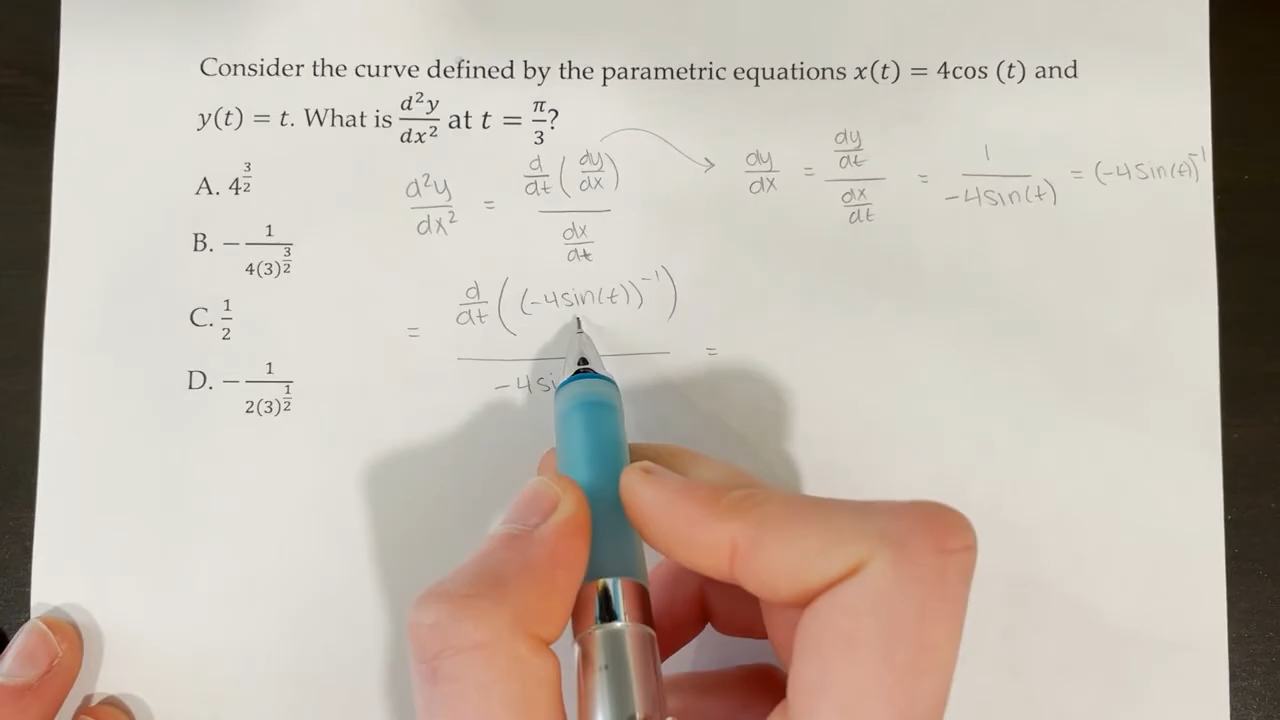 Consider the curve defined by the parametric equations x(t) = 4cos (t) and
y(t) = t. What is d²y/dx² at t = π/3?
A. 4^(3/2)
B. −1/(4(3)^(3/2))
C. 1/2
D. −1/(2(3)^(1/2))
d²y/dx² = (d/dt (dy/dx))/(dx/dt)
dy/dx = (dy/dt)/(dx/dt) = 1/(-4sin(t)) = (-4sin(t))^-1
= (d/dt ((-4sin(t))^-1))/(-4si =